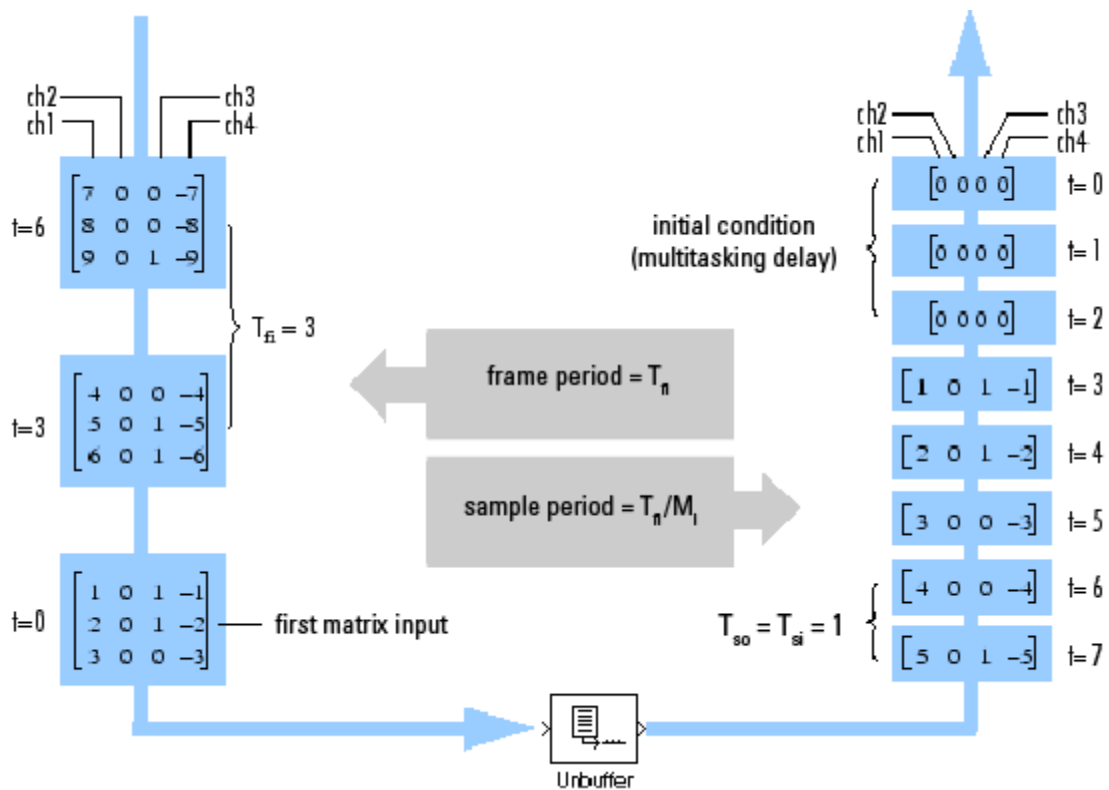 ch2 ch3
ch1 ch4
t=6
7 0 0 -7
8 0 0 -8
9 0 1 -9
T_fi = 3
t=3
4 0 0 -4
5 0 1 -5
6 0 1 -6
t=0
1 0 1 -1
2 0 1 -2
3 0 0 -3
first matrix input
frame period = T_fi
sample period = T_fi/M_i
Unbuffer
ch2 ch3
ch1 ch4
initial condition
(multitasking delay)
[0 0 0 0] t=0
[0 0 0 0] t=1
[0 0 0 0] t=2
[1 0 1 -1] t=3
[2 0 1 -2] t=4
[3 0 0 -3] t=5
[4 0 0 -4] t=6
T_so = T_si = 1
[5 0 1 -5] t=7